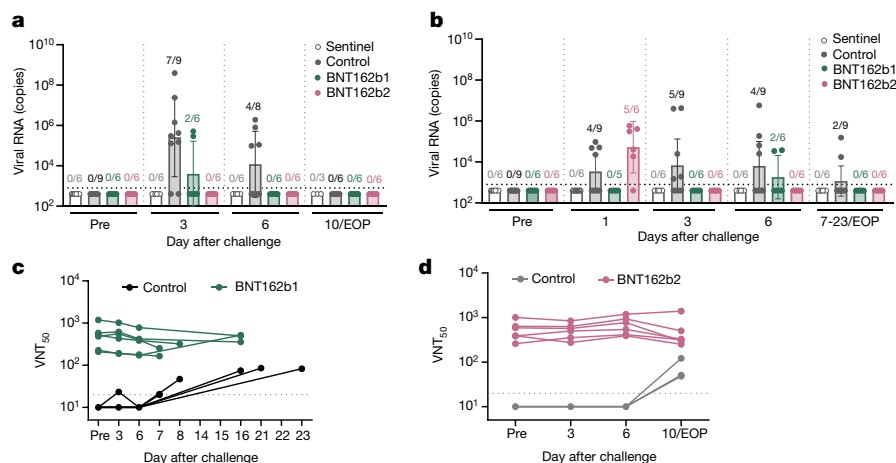 a
Viral RNA (copies)
10¹⁰
10⁸
10⁶
10⁴
10²
Sentinel
Control
BNT162b1
BNT162b2
0/6 0/9 0/6 0/6
7/9 2/6 0/6
4/8 0/6 0/6
0/3 0/6 0/6 0/6
Pre 3 6 10/EOP
Day after challenge
b
Viral RNA (copies)
10¹⁰
10⁸
10⁶
10⁴
10²
Sentinel
Control
BNT162b1
BNT162b2
0/6 0/9 0/6 0/6
0/6 4/9 0/5 5/6
0/6 5/9 0/6 0/6
0/6 4/9 2/6 0/6
0/6 2/9 0/6 0/6
Pre 1 3 6 7-23/EOP
Days after challenge
c
Control BNT162b1
VNT₅₀
10⁴
10³
10²
10¹
Pre 3 6 7 8 14 15 16 21 22 23
Day after challenge
d
Control BNT162b2
VNT₅₀
10⁴
10³
10²
10¹
Pre 3 6 10/EOP
Day after challenge